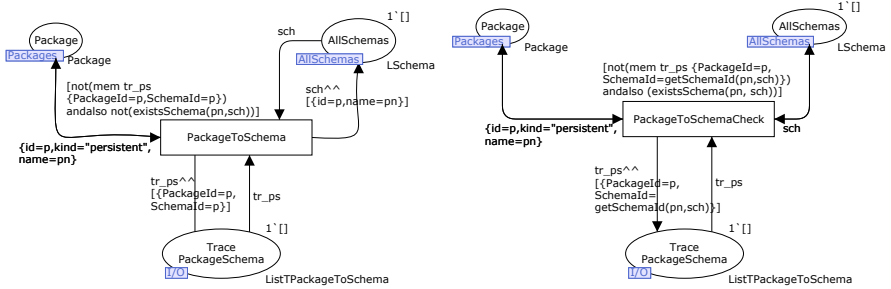 Package
Packages
Package
1`[]
AllSchemas
AllSchemas
LSchema
sch
[not(mem tr_ps
{PackageId=p,SchemaId=p})
andalso not(existsSchema(pn,sch))]
sch^^
[{id=p,name=pn}]
PackageToSchema
{id=p,kind="persistent",
name=pn}
tr_ps^^
[{PackageId=p,
SchemaId=p}]
tr_ps
1`[]
Trace
PackageSchema
I/O
ListTPackageToSchema
Package
Packages
Package
1`[]
AllSchemas
AllSchemas
LSchema
[not(mem tr_ps {PackageId=p,
SchemaId=getSchemaId(pn,sch)})
andalso (existsSchema(pn, sch))]
PackageToSchemaCheck
{id=p,kind="persistent",
name=pn}
sch
tr_ps^^
[{PackageId=p,
SchemaId=
getSchemaId(pn,sch)}]
tr_ps
1`[]
Trace
PackageSchema
I/O
ListTPackageToSchema